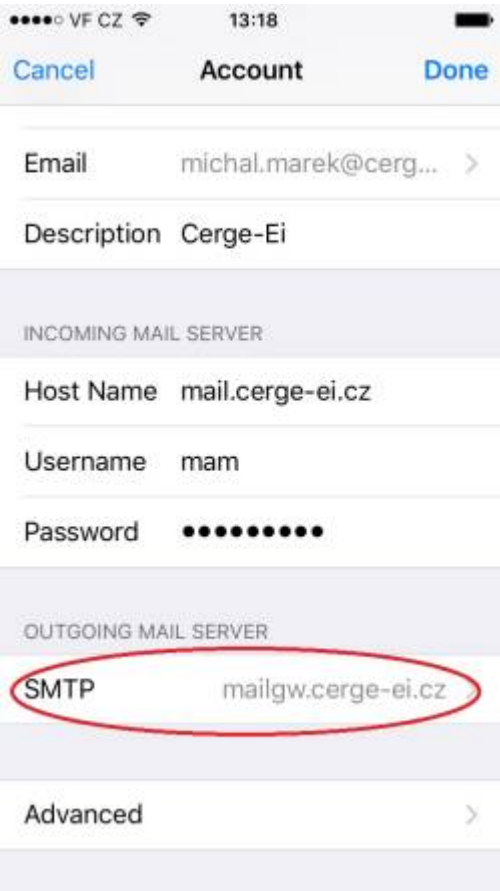 VF CZ 13:18
Cancel Account Done
Email michal.marek@cerg...
Description Cerge-Ei
INCOMING MAIL SERVER
Host Name mail.cerge-ei.cz
Username mam
Password •••••••••
OUTGOING MAIL SERVER
SMTP mailgw.cerge-ei.cz
Advanced